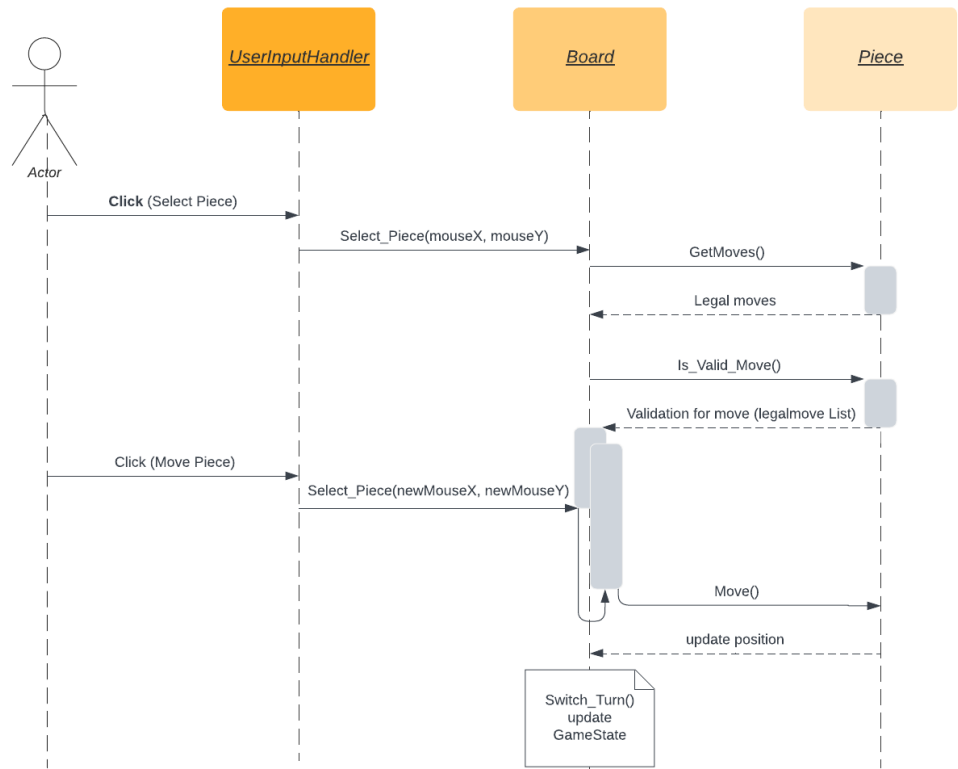 UserInputHandler
Board
Piece
Actor
Click (Select Piece)
Select_Piece(mouseX, mouseY)
GetMoves()
Legal moves
Is_Valid_Move()
Validation for move (legalmove List)
Click (Move Piece)
Select_Piece(newMouseX, newMouseY)
Move()
update position
Switch_Turn()
update
GameState